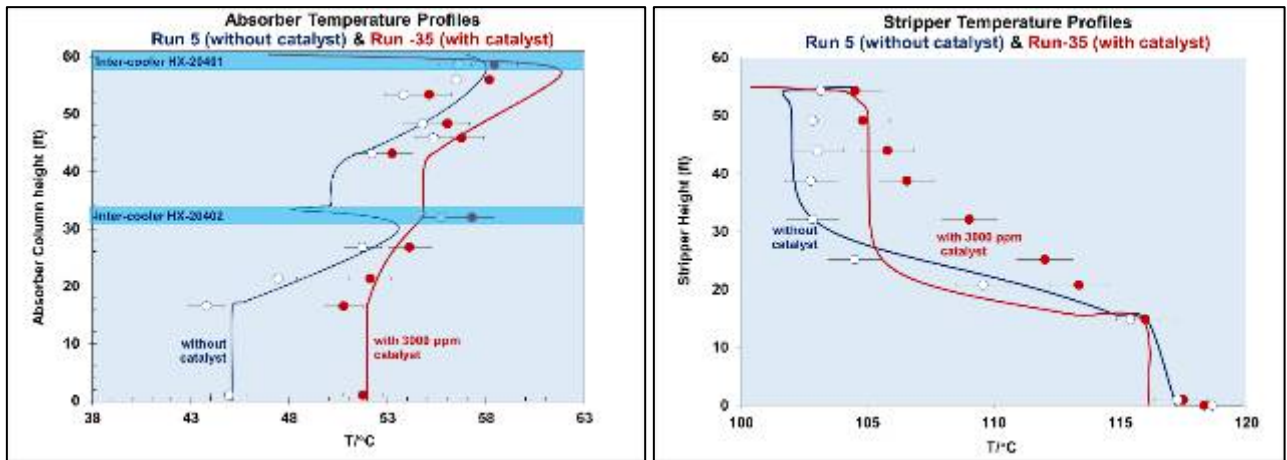 Absorber Temperature Profiles
Run 5 (without catalyst) & Run -35 (with catalyst)
Absorber Column height (ft)
60
50
40
30
20
10
0
Inter-cooler HX-20401
Inter-cooler HX-20402
without
catalyst
with 3000 ppm
catalyst
38
43
48
53
58
63
T/°C
Stripper Temperature Profiles
Run 5 (without catalyst) & Run-35 (with catalyst)
Stripper Height (ft)
60
50
40
30
20
10
0
without
catalyst
with 3000 ppm
catalyst
100
105
110
115
120
T/°C